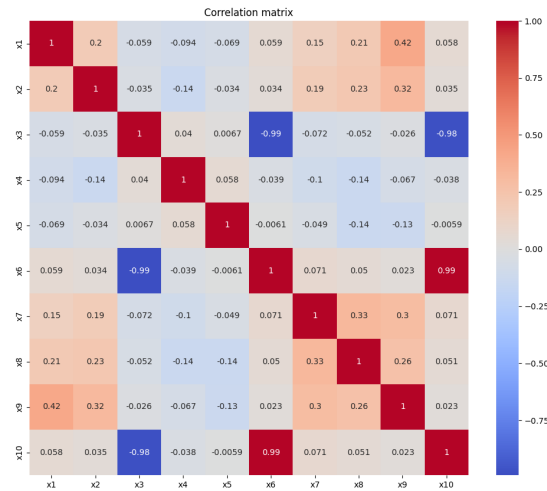 Correlation matrix
x1 1 0.2 -0.059 -0.094 -0.069 0.059 0.15 0.21 0.42 0.058
x2 0.2 1 -0.035 -0.14 -0.034 0.034 0.19 0.23 0.32 0.035
x3 -0.059 -0.035 1 0.04 0.0067 -0.99 -0.072 -0.052 -0.026 -0.98
x4 -0.094 -0.14 0.04 1 0.058 -0.039 -0.1 -0.14 -0.067 -0.038
x5 -0.069 -0.034 0.0067 0.058 1 -0.0061 -0.049 -0.14 -0.13 -0.0059
x6 0.059 0.034 -0.99 -0.039 -0.0061 1 0.071 0.05 0.023 0.99
x7 0.15 0.19 -0.072 -0.1 -0.049 0.071 1 0.33 0.3 0.071
x8 0.21 0.23 -0.052 -0.14 -0.14 0.05 0.33 1 0.26 0.051
x9 0.42 0.32 -0.026 -0.067 -0.13 0.023 0.3 0.26 1 0.023
x10 0.058 0.035 -0.98 -0.038 -0.0059 0.99 0.071 0.051 0.023 1
x1 x2 x3 x4 x5 x6 x7 x8 x9 x10
1.00
0.75
0.50
0.25
0.00
−0.25
−0.50
−0.75